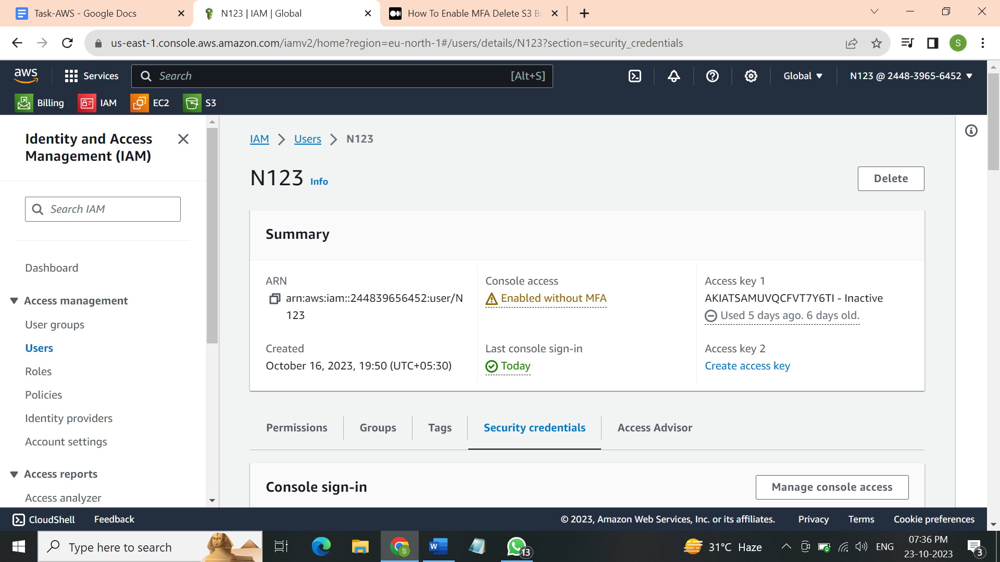 Task-AWS - Google Docs
N123 | IAM | Global
How To Enable MFA Delete S3 B
us-east-1.console.aws.amazon.com/iamv2/home?region=eu-north-1#/users/details/N123?section=security_credentials
S
aws
Services
Search
[Alt+S]
Global
N123 @ 2448-3965-6452
Billing
IAM
EC2
S3
Identity and Access
Management (IAM)
Search IAM
Dashboard
Access management
User groups
Users
Roles
Policies
Identity providers
Account settings
Access reports
Access analyzer
IAM
Users
N123
N123 Info
Delete
Summary
ARN
arn:aws:iam::244839656452:user/N
123
Console access
Enabled without MFA
Access key 1
AKIATSAMUVQCFVT7Y6TI - Inactive
Used 5 days ago. 6 days old.
Created
October 16, 2023, 19:50 (UTC+05:30)
Last console sign-in
Today
Access key 2
Create access key
Permissions
Groups
Tags
Security credentials
Access Advisor
Console sign-in
Manage console access
CloudShell
Feedback
© 2023, Amazon Web Services, Inc. or its affiliates.
Privacy
Terms
Cookie preferences
Type here to search
S
W
13
31°C Haze
ENG
07:36 PM
23-10-2023
3